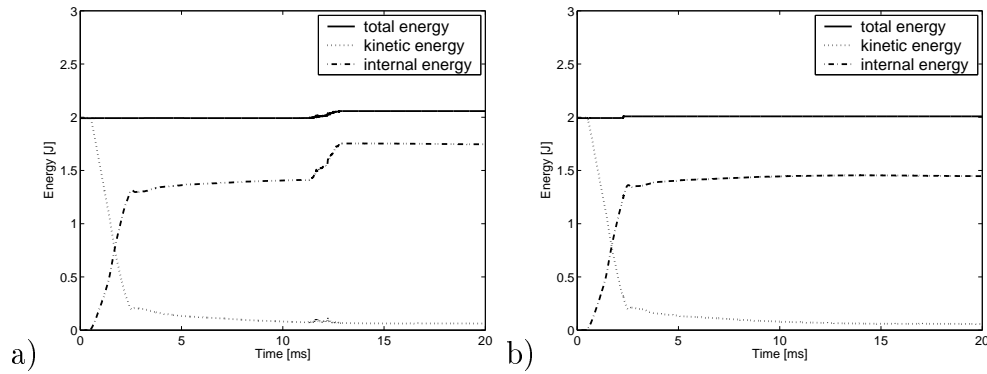 3
2.5
2
1.5
1
0.5
0
Energy [J]
total energy
kinetic energy
internal energy
0 5 10 15 20
Time [ms]
a)
3
2.5
2
1.5
1
0.5
0
Energy [J]
total energy
kinetic energy
internal energy
0 5 10 15 20
Time [ms]
b)